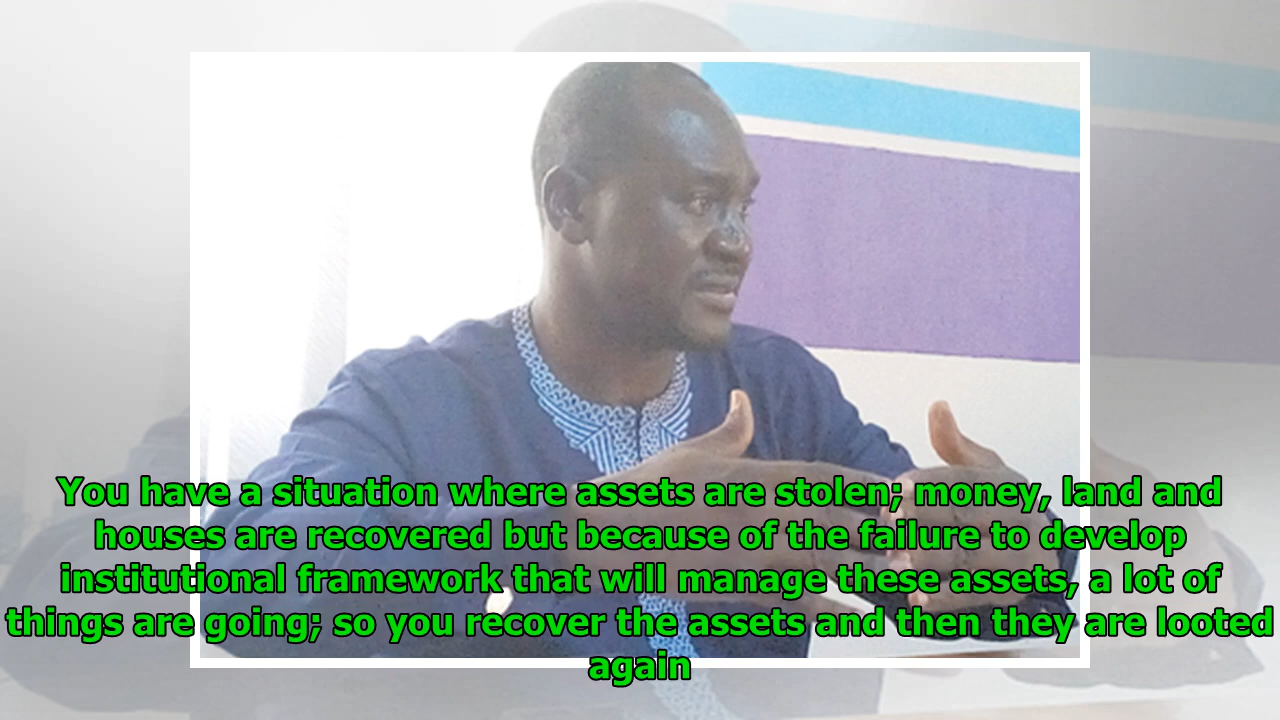 You have a situation where assets are stolen; money, land and
houses are recovered but because of the failure to develop
institutional framework that will manage these assets, a lot of
things are going; so you recover the assets and then they are looted
again